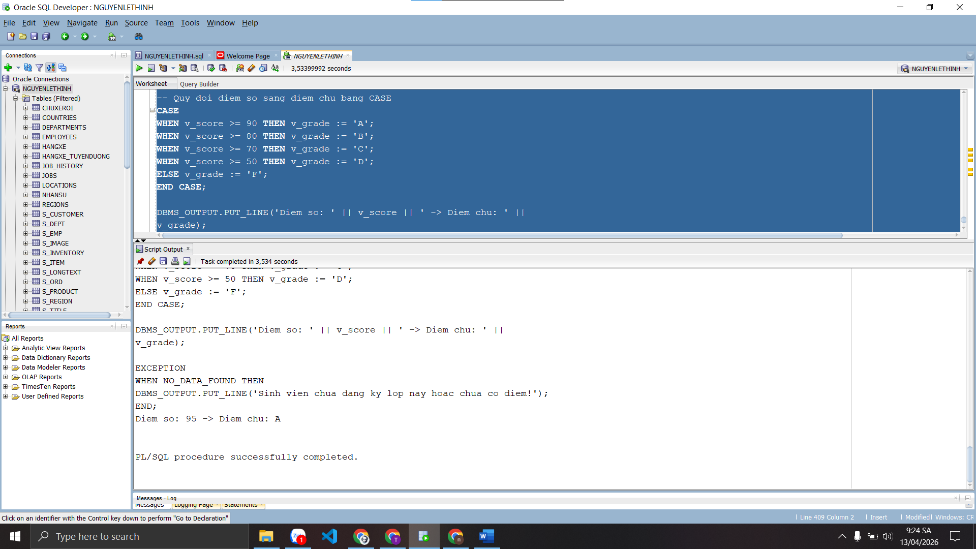 Oracle SQL Developer : NGUYENLETHINH
File Edit View Navigate Run Source Team Tools Window Help
Connections
NGUYENLETHINH.sql
Welcome Page
NGUYENLETHINH
3,53399992 seconds
NGUYENLETHINH
Worksheet Query Builder
Oracle Connections
NGUYENLETHINH
Tables (Filtered)
CHUXEROI
COUNTRIES
DEPARTMENTS
EMPLOYEES
HANGXE
HANGXE_TUYENDUONG
JOB_HISTORY
JOBS
LOCATIONS
NHANSU
REGIONS
S_CUSTOMER
S_DEPT
S_EMP
S_IMAGE
S_INVENTORY
S_ITEM
S_LONGTEXT
S_ORD
S_PRODUCT
S_REGION
S_TITLE
-- Quy doi diem so sang diem chu bang CASE
CASE
WHEN v_score >= 90 THEN v_grade := 'A';
WHEN v_score >= 80 THEN v_grade := 'B';
WHEN v_score >= 70 THEN v_grade := 'C';
WHEN v_score >= 50 THEN v_grade := 'D';
ELSE v_grade := 'F';
END CASE;
DBMS_OUTPUT.PUT_LINE('Diem so: ' || v_score || ' -> Diem chu: ' ||
v_grade);
Script Output
Task completed in 3,534 seconds
WHEN v_score >= 50 THEN v_grade := 'D';
ELSE v_grade := 'F';
END CASE;
DBMS_OUTPUT.PUT_LINE('Diem so: ' || v_score || ' -> Diem chu: ' ||
v_grade);
EXCEPTION
WHEN NO_DATA_FOUND THEN
DBMS_OUTPUT.PUT_LINE('Sinh vien chua dang ky lop nay hoac chua co diem!');
END;
Diem so: 95 -> Diem chu: A
PL/SQL procedure successfully completed.
Reports
All Reports
Analytic View Reports
Data Dictionary Reports
Data Modeler Reports
OLAP Reports
TimesTen Reports
User Defined Reports
Messages - Log
Messages Logging Page Statements
Click on an identifier with the Control key down to perform "Go to Declaration"
Line 409 Column 2 Insert Modified Windows: CR
Type here to search
9:24 SA
13/04/2026